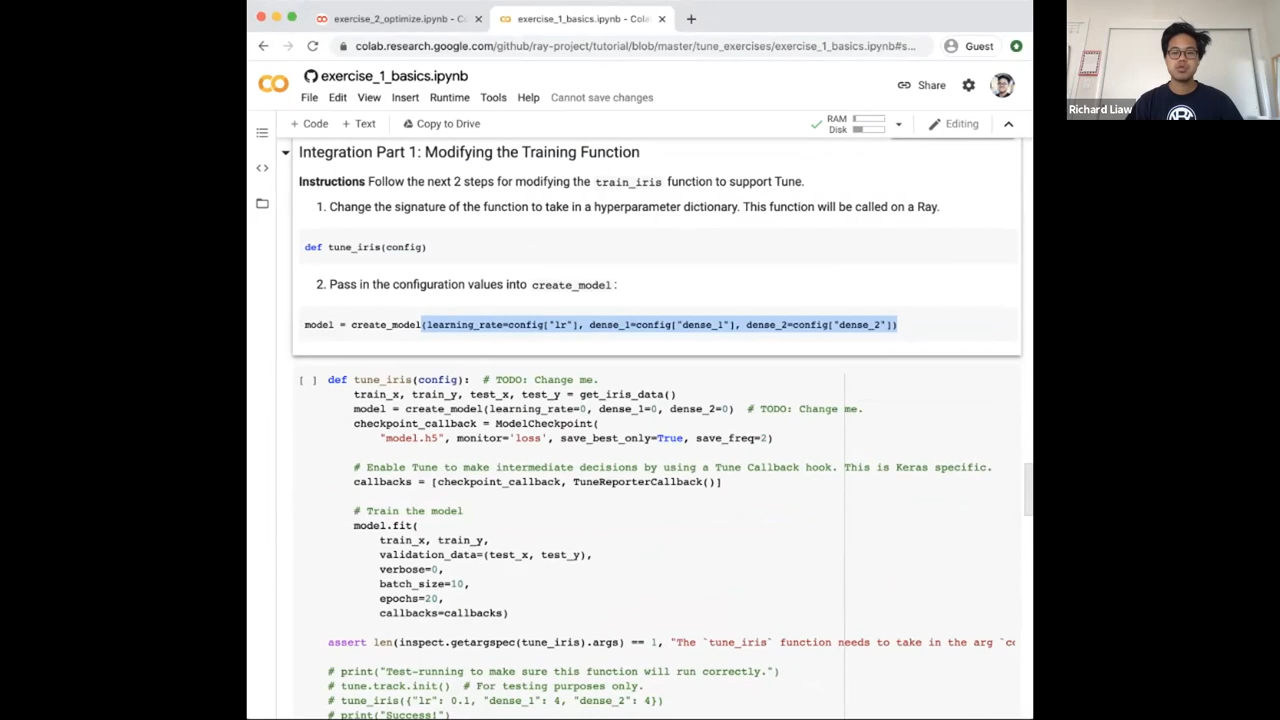 exercise_2_optimize.ipynb - Co
exercise_1_basics.ipynb - Cola
colab.research.google.com/github/ray-project/tutorial/blob/master/tune_exercises/exercise_1_basics.ipynb#s...
Guest
exercise_1_basics.ipynb
Share
File Edit View Insert Runtime Tools Help Cannot save changes
+ Code + Text Copy to Drive
RAM
Disk
Editing
Richard Liaw
Integration Part 1: Modifying the Training Function
Instructions Follow the next 2 steps for modifying the train_iris function to support Tune.
1. Change the signature of the function to take in a hyperparameter dictionary. This function will be called on a Ray.
def tune_iris(config)
2. Pass in the configuration values into create_model:
model = create_model(learning_rate=config["lr"], dense_1=config["dense_1"], dense_2=config["dense_2"])
[ ] def tune_iris(config): # TODO: Change me.
train_x, train_y, test_x, test_y = get_iris_data()
model = create_model(learning_rate=0, dense_1=0, dense_2=0) # TODO: Change me.
checkpoint_callback = ModelCheckpoint(
"model.h5", monitor='loss', save_best_only=True, save_freq=2)
# Enable Tune to make intermediate decisions by using a Tune Callback hook. This is Keras specific.
callbacks = [checkpoint_callback, TuneReporterCallback()]
# Train the model
model.fit(
train_x, train_y,
validation_data=(test_x, test_y),
verbose=0,
batch_size=10,
epochs=20,
callbacks=callbacks)
assert len(inspect.getargspec(tune_iris).args) == 1, "The `tune_iris` function needs to take in the arg `co
# print("Test-running to make sure this function will run correctly.")
# tune.track.init() # For testing purposes only.
# tune_iris({"lr": 0.1, "dense_1": 4, "dense_2": 4})
# print("Success!")